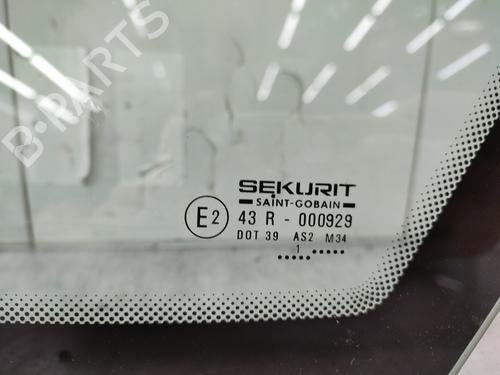 B-PARTS
SEKURIT
SAINT-GOBAIN
E2 43 R - 000929
DOT 39 AS2 M34
1